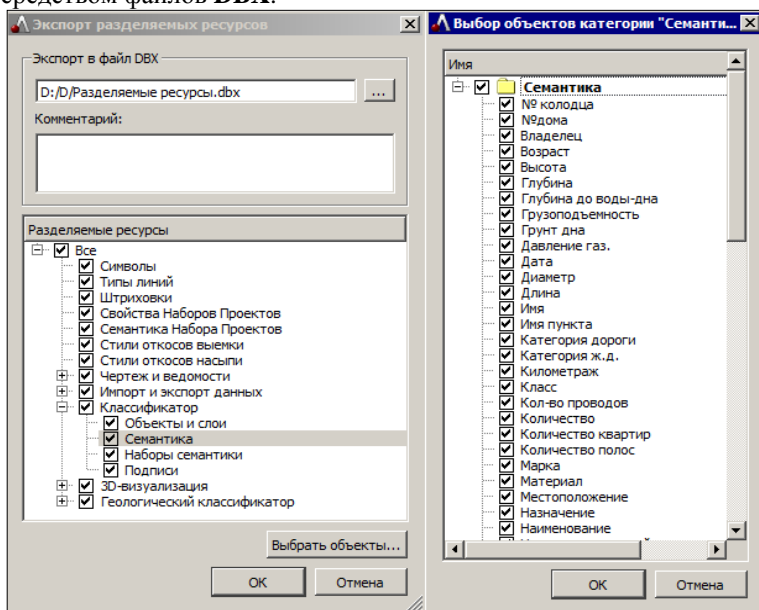 средством файлов DBX.
Экспорт разделяемых ресурсов
Экспорт в файл DBX
D:/D/Разделяемые ресурсы.dbx
...
Комментарий:
Разделяемые ресурсы
Все
Символы
Типы линий
Штриховки
Свойства Наборов Проектов
Семантика Набора Проектов
Стили откосов выемки
Стили откосов насыпи
Чертеж и ведомости
Импорт и экспорт данных
Классификатор
Объекты и слои
Семантика
Наборы семантики
Подписи
3D-визуализация
Геологический классификатор
Выбрать объекты...
ОК
Отмена
Выбор объектов категории "Семанти...
Имя
Семантика
№ колодца
№дома
Владелец
Возраст
Высота
Глубина
Глубина до воды-дна
Грузоподъемность
Грунт дна
Давление газ.
Дата
Диаметр
Длина
Имя
Имя пункта
Категория дороги
Категория ж.д.
Километраж
Класс
Кол-во проводов
Количество
Количество квартир
Количество полос
Марка
Материал
Местоположение
Назначение
Наименование
ОК
Отмена